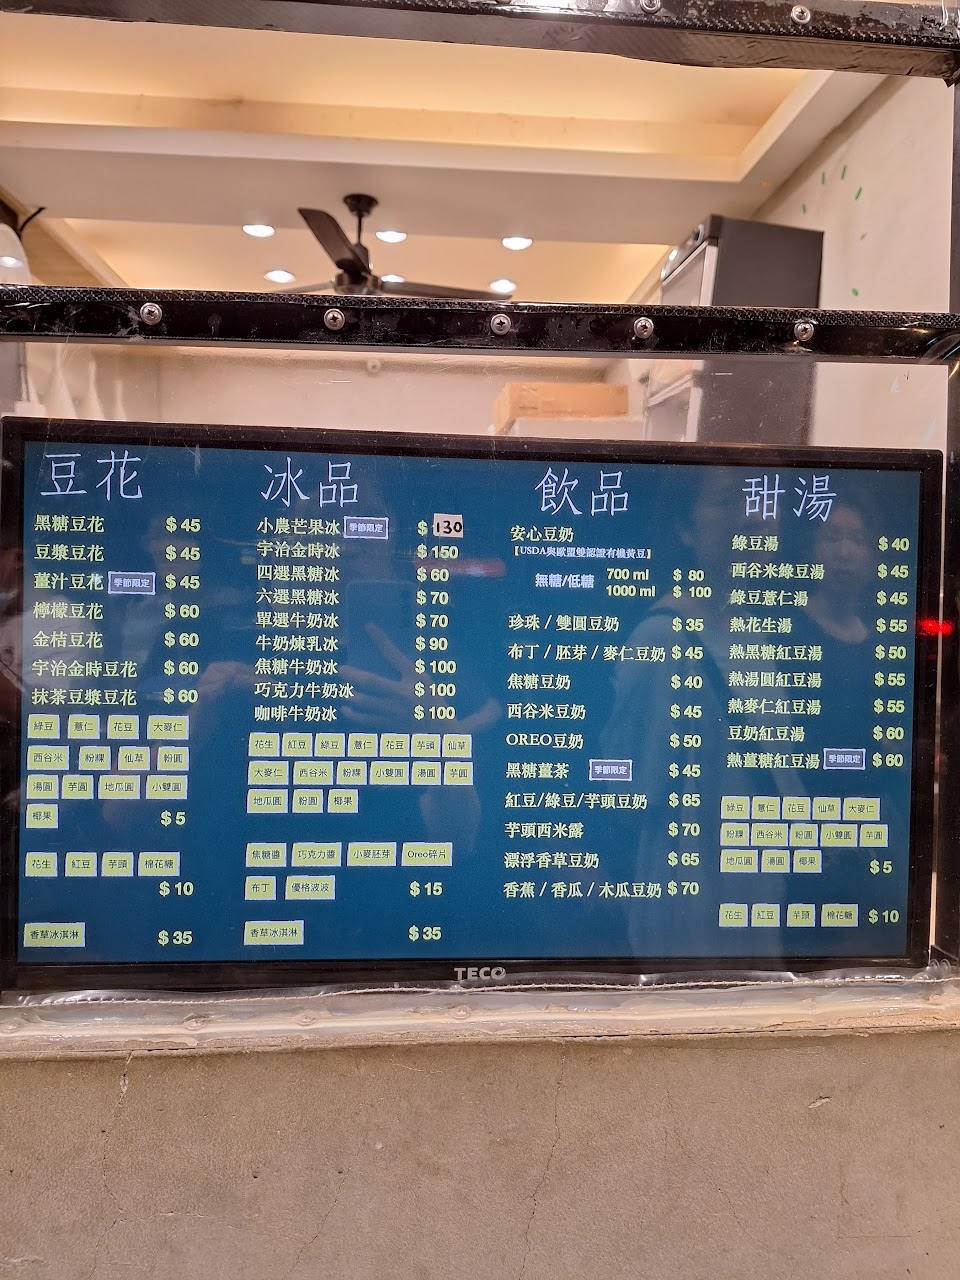 豆花
黑糖豆花 $45
豆漿豆花 $45
薑汁豆花 季節限定 $45
檸檬豆花 $60
金桔豆花 $60
宇治金時豆花 $60
抹茶豆漿豆花 $60
綠豆 薏仁 花豆 大麥仁
西谷米 粉粿 仙草 粉圓
湯圓 芋圓 地瓜圓 小雙圓
椰果 $5
花生 紅豆 芋頭 棉花糖
$10
香草冰淇淋 $35
冰品
小農芒果冰 季節限定 $130
宇治金時冰 $150
四選黑糖冰 $60
六選黑糖冰 $70
單選牛奶冰 $70
牛奶煉乳冰 $90
焦糖牛奶冰 $100
巧克力牛奶冰 $100
咖啡牛奶冰 $100
花生 紅豆 綠豆 薏仁 花豆 芋頭 仙草
大麥仁 西谷米 粉粿 小雙圓 湯圓 芋圓
地瓜圓 粉圓 椰果
焦糖醬 巧克力醬 小麥胚芽 Oreo碎片
布丁 優格波波 $15
香草冰淇淋 $35
飲品
安心豆奶
【USDA與歐盟雙認證有機黃豆】
無糖/低糖 700 ml $ 80
1000 ml $ 100
珍珠 / 雙圓豆奶 $35
布丁 / 胚芽 / 麥仁豆奶 $45
焦糖豆奶 $40
西谷米豆奶 $45
OREO豆奶 $50
黑糖薑茶 季節限定 $45
紅豆/綠豆/芋頭豆奶 $65
芋頭西米露 $70
漂浮香草豆奶 $65
香蕉 / 香瓜 / 木瓜豆奶 $70
甜湯
綠豆湯 $40
西谷米綠豆湯 $45
綠豆薏仁湯 $45
熱花生湯 $55
熱黑糖紅豆湯 $50
熱湯圓紅豆湯 $55
熱麥仁紅豆湯 $55
豆奶紅豆湯 $60
熱薑糖紅豆湯 季節限定 $60
綠豆 薏仁 花豆 仙草 大麥仁
粉粿 西谷米 粉圓 小雙圓 芋圓
地瓜圓 湯圓 椰果 $5
花生 紅豆 芋頭 棉花糖 $10
TECO